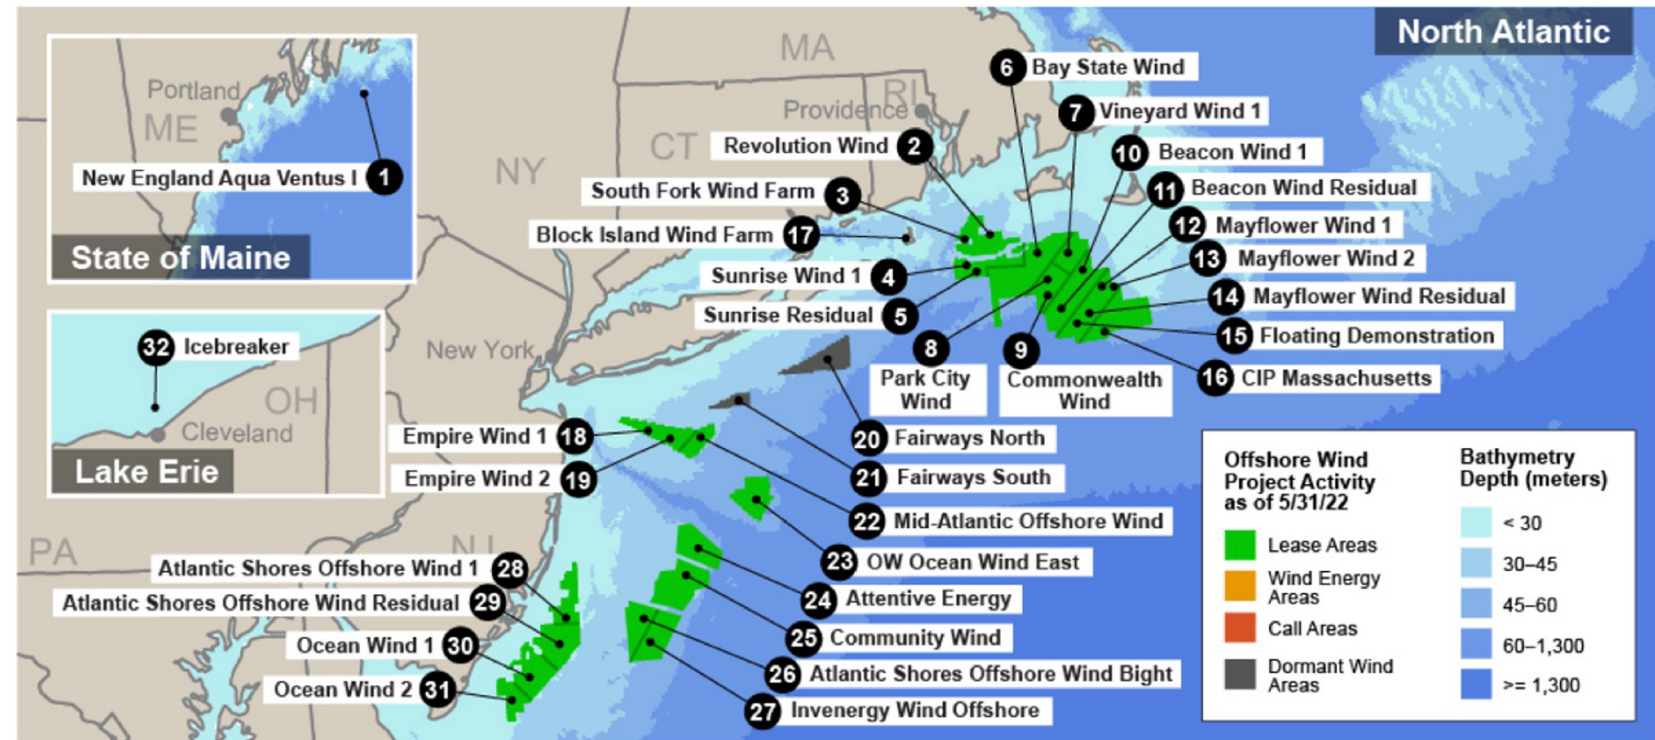 North Atlantic
MA
Portland
ME
1
New England Aqua Ventus I
State of Maine
32
Icebreaker
OH
Cleveland
Lake Erie
NY
CT
RI
Providence
New York
PA
NJ
6
Bay State Wind
7
Vineyard Wind 1
Revolution Wind
2
10
Beacon Wind 1
South Fork Wind Farm
3
11
Beacon Wind Residual
Block Island Wind Farm
17
12
Mayflower Wind 1
Sunrise Wind 1
4
13
Mayflower Wind 2
Sunrise Residual
5
14
Mayflower Wind Residual
8
Park City
Wind
9
Commonwealth
Wind
15
Floating Demonstration
16
CIP Massachusetts
Empire Wind 1
18
20
Fairways North
Empire Wind 2
19
21
Fairways South
22
Mid-Atlantic Offshore Wind
23
OW Ocean Wind East
Atlantic Shores Offshore Wind 1
28
24
Attentive Energy
Atlantic Shores Offshore Wind Residual
29
25
Community Wind
Ocean Wind 1
30
26
Atlantic Shores Offshore Wind Bight
Ocean Wind 2
31
27
Invenergy Wind Offshore
Offshore Wind
Project Activity
as of 5/31/22
Lease Areas
Wind Energy
Areas
Call Areas
Dormant Wind
Areas
Bathymetry
Depth (meters)
< 30
30–45
45–60
60–1,300
>= 1,300